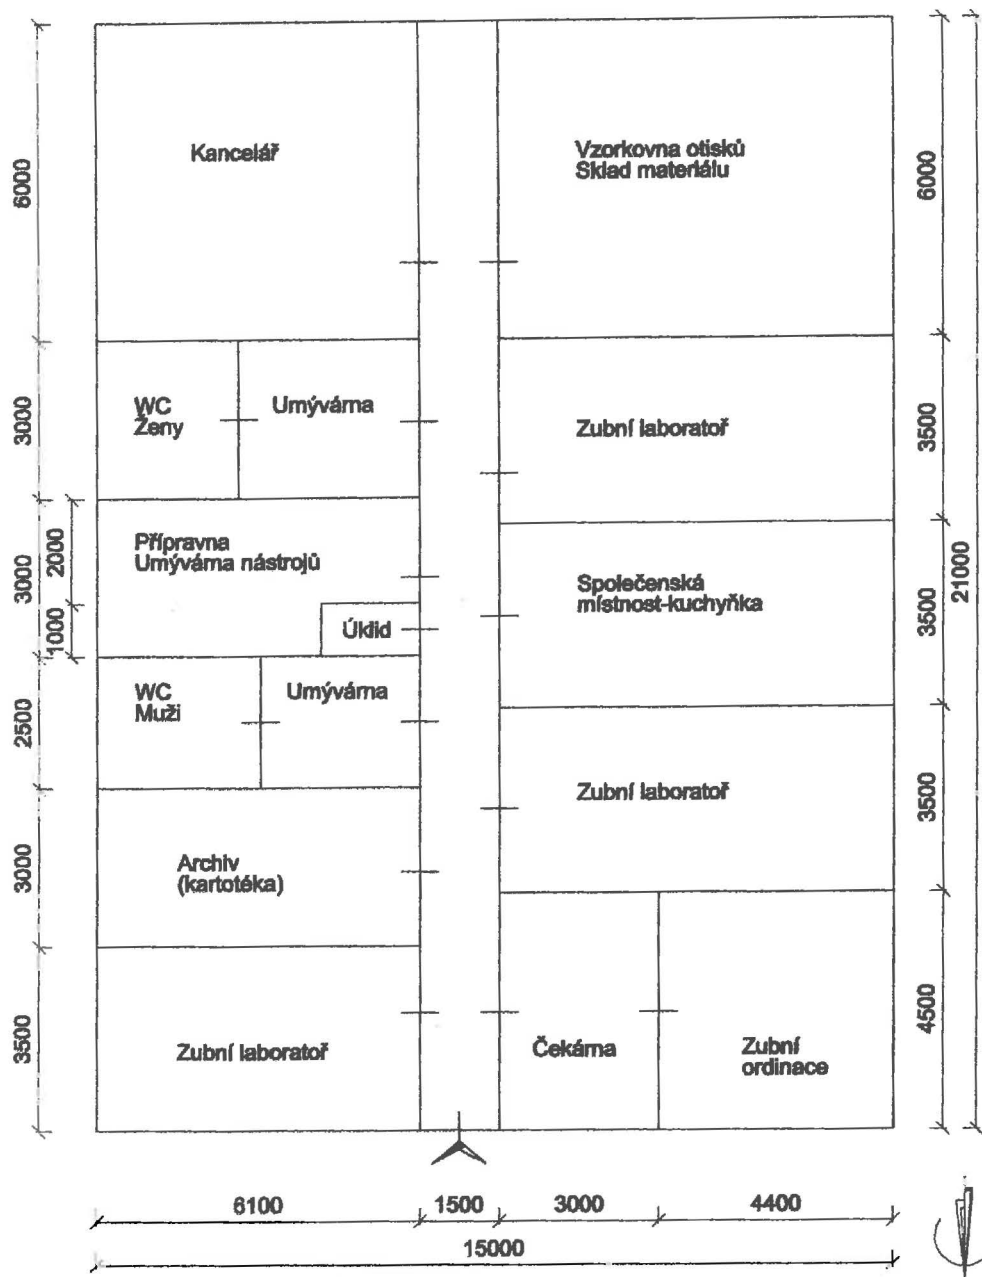 Kancelář
Vzorkovna otisků
Sklad materiálu
6000
6000
WC
Ženy
Umývárna
Zubní laboratoř
3000
3500
Přípravna
Umývárna nástrojů
2000
3000
1000
Úklid
Společenská
místnost-kuchyňka
3500
21000
WC
Muži
Umývárna
2500
Zubní laboratoř
3500
Archiv
(kartotéka)
3000
Zubní laboratoř
3500
Čekárna
Zubní
ordinace
4500
6100
1500
3000
4400
15000